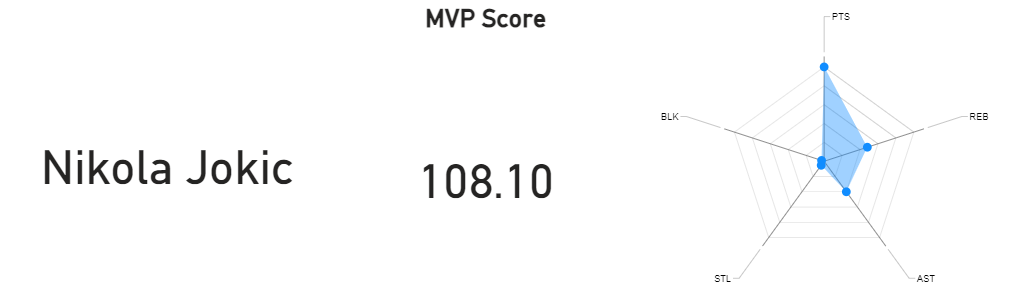 MVP Score
Nikola Jokic
108.10
PTS
BLK
REB
STL
AST